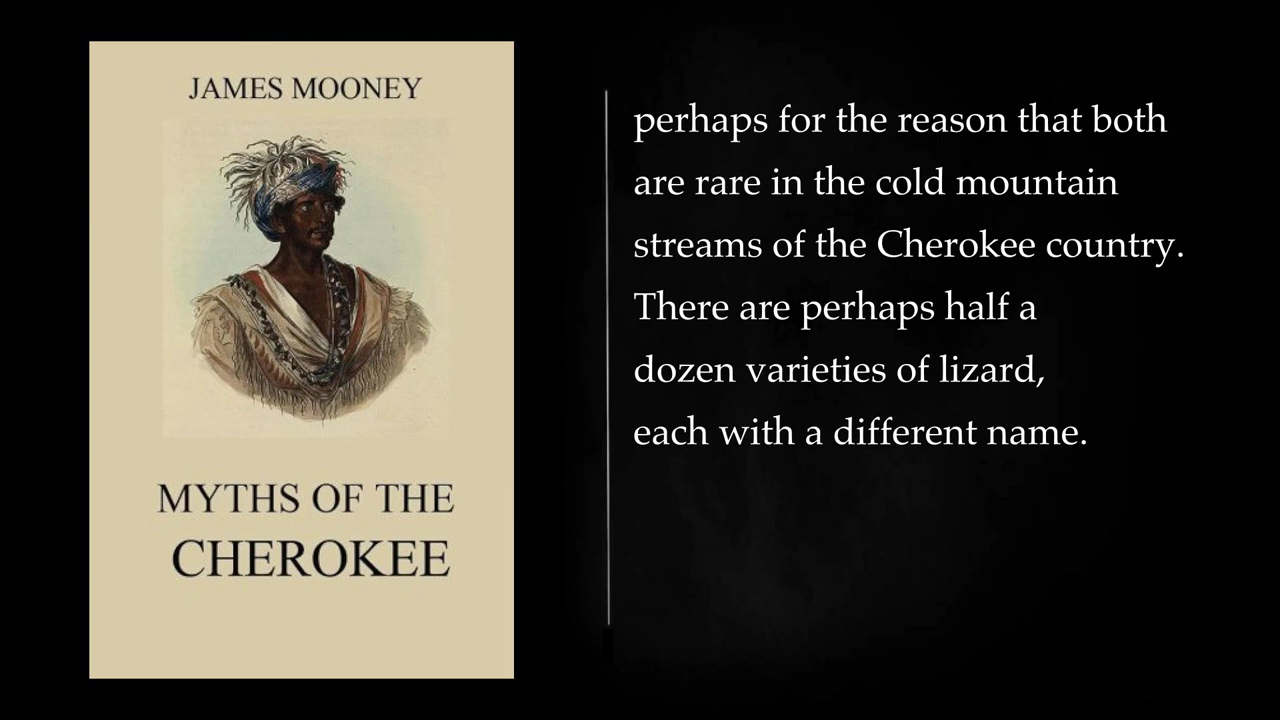 JAMES MOONEY
MYTHS OF THE
CHEROKEE
perhaps for the reason that both
are rare in the cold mountain
streams of the Cherokee country.
There are perhaps half a
dozen varieties of lizard,
each with a different name.